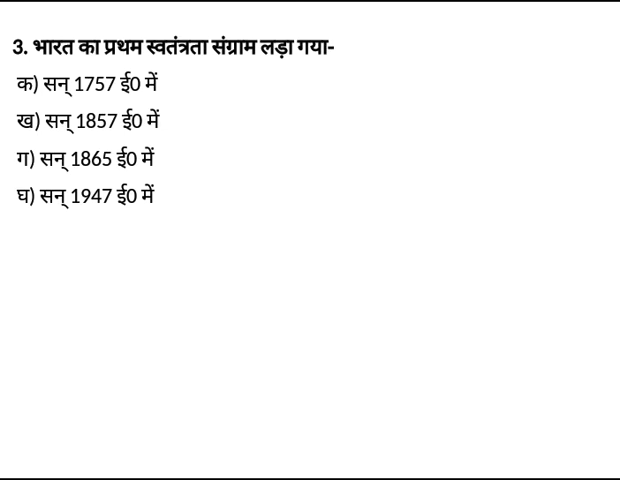 3. भारत का प्रथम स्वतंत्रता संग्राम लड़ा गया-
क) सन् 1757 ई0 में
ख) सन् 1857 ई0 में
ग) सन् 1865 ई0 में
घ) सन् 1947 ई0 में